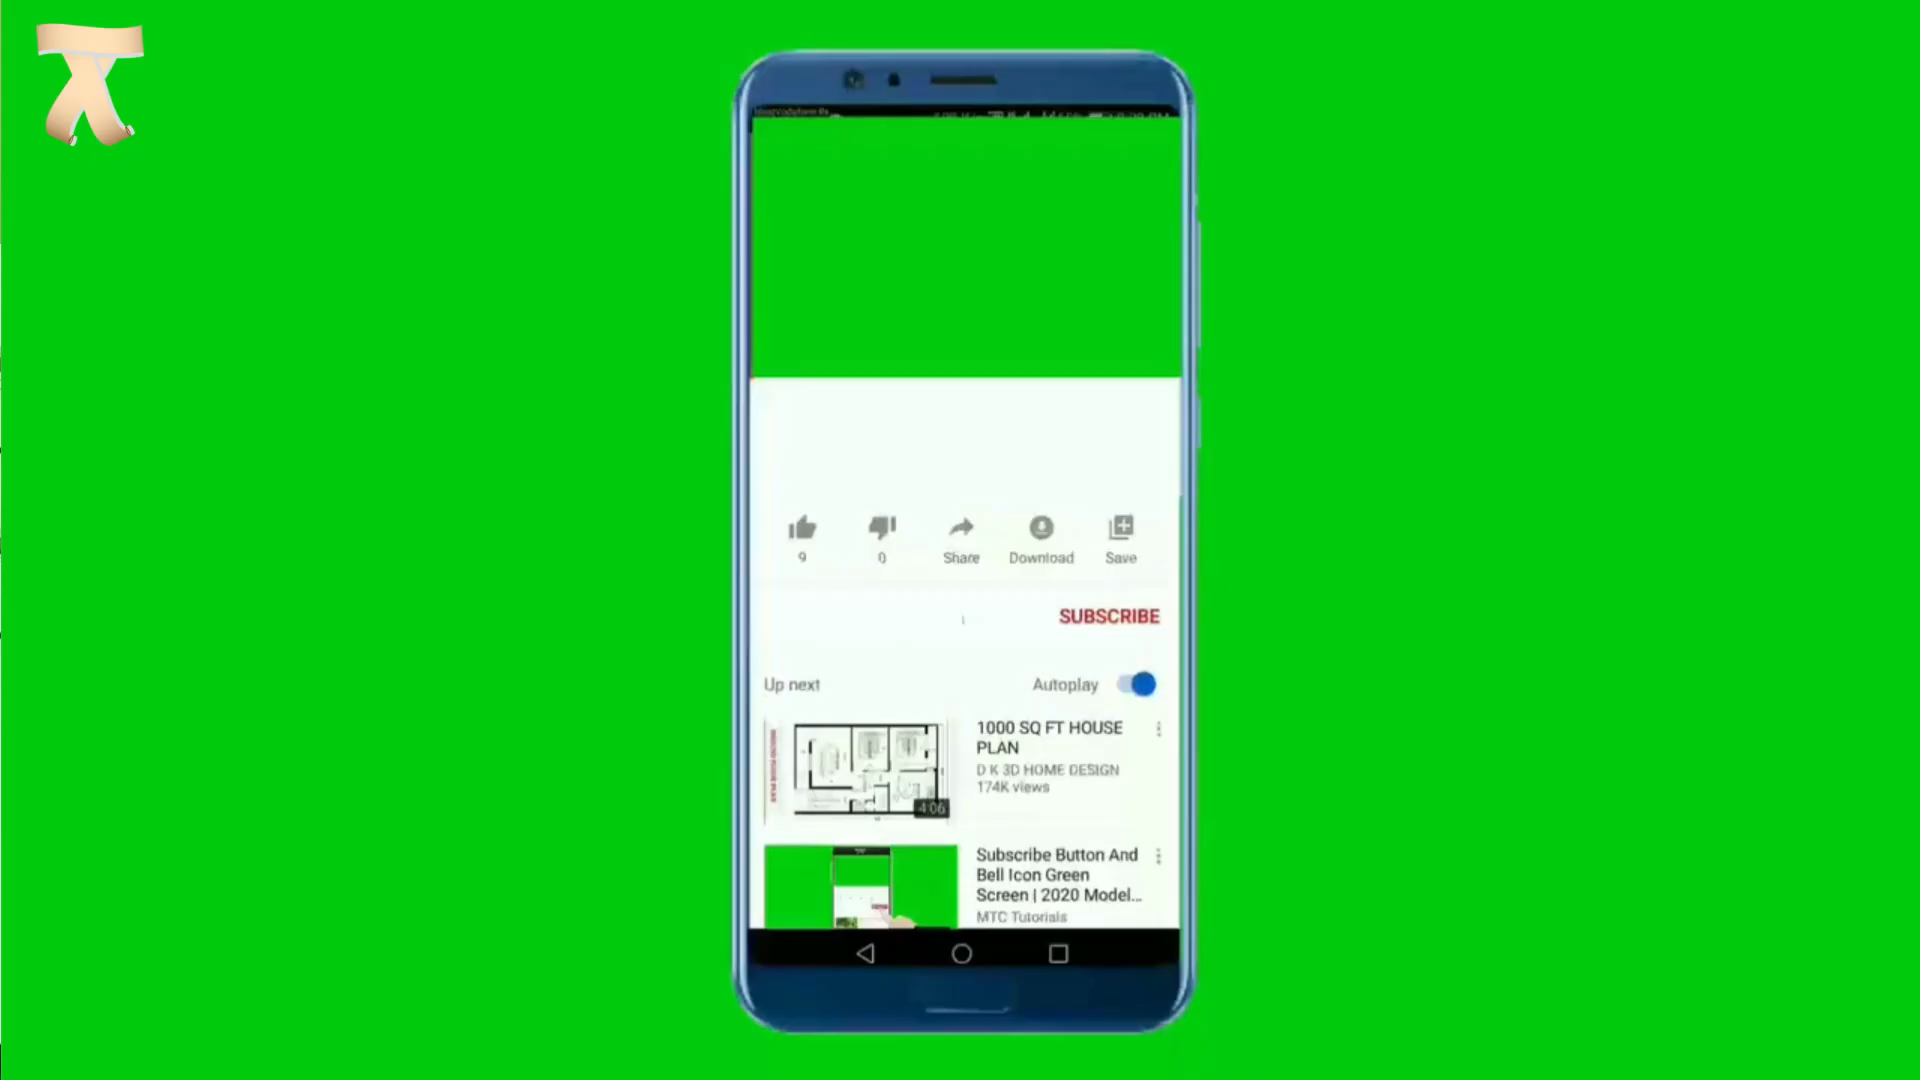 9
0
Share
Download
Save
SUBSCRIBE
Up next
Autoplay
1000 SQ FT HOUSE
PLAN
D K 3D HOME DESIGN
174K views
4:06
Subscribe Button And
Bell Icon Green
Screen | 2020 Model...
MTC Tutorials